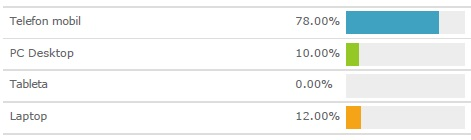 Telefon mobil 78.00%
PC Desktop 10.00%
Tableta 0.00%
Laptop 12.00%